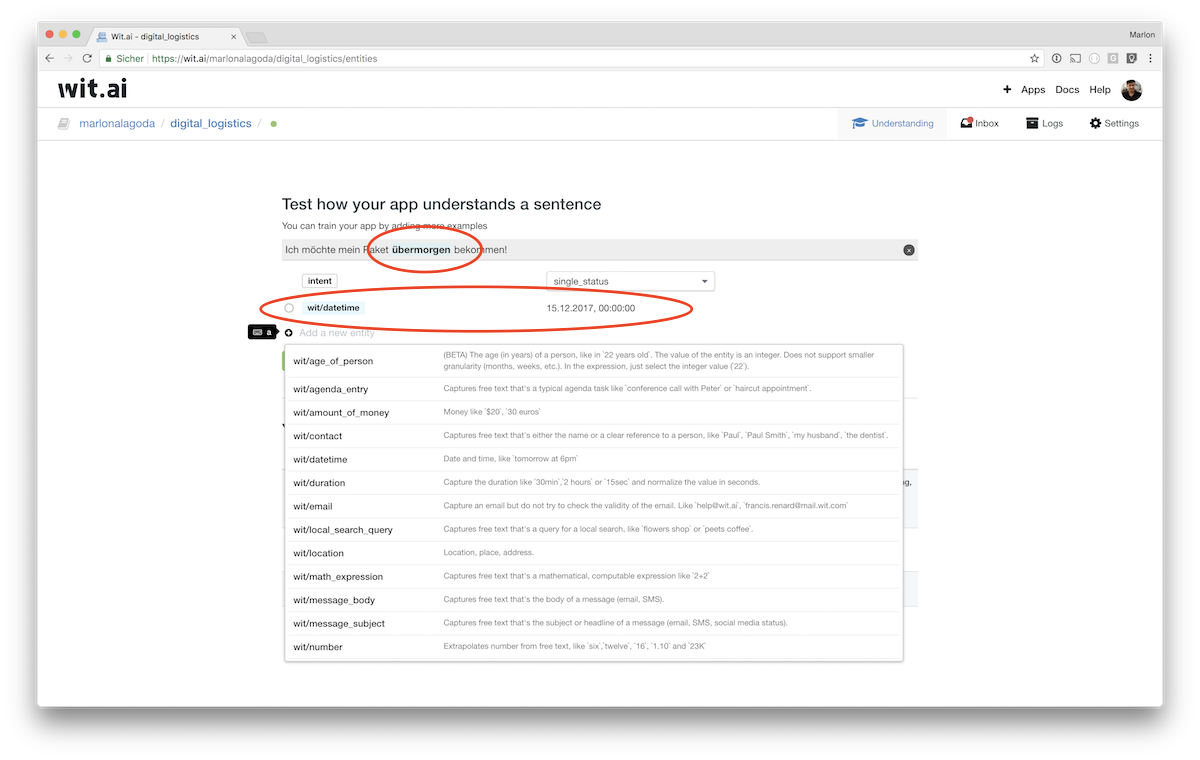 Wit.ai - digital_logistics
Marlon
Sicher https://wit.ai/marlonalagoda/digital_logistics/entities
wit.ai
+ Apps Docs Help
marlonalagoda / digital_logistics /
Understanding Inbox Logs Settings
Test how your app understands a sentence
You can train your app by adding more examples
Ich möchte mein Paket übermorgen bekommen!
intent single_status
wit/datetime 15.12.2017, 00:00:00
a Add a new entity
wit/age_of_person (BETA) The age (in years) of a person, like in `22 years old`. The value of the entity is an integer. Does not support smaller
granularity (months, weeks, etc.). In the expression, just select the integer value (`22`).
wit/agenda_entry Captures free text that's a typical agenda task like `conference call with Peter` or `haircut appointment`.
wit/amount_of_money Money like `$20`, `30 euros`
wit/contact Captures free text that's either the name or a clear reference to a person, like `Paul`, `Paul Smith`, `my husband`, `the dentist`.
wit/datetime Date and time, like `tomorrow at 6pm`
wit/duration Capture the duration like `30min`,`2 hours` or `15sec` and normalize the value in seconds.
g,
wit/email Capture an email but do not try to check the validity of the email. Like `help@wit.ai`, `francis.renard@mail.wit.com`
wit/local_search_query Captures free text that's a query for a local search, like `flowers shop` or `peets coffee`.
wit/location Location, place, address.
wit/math_expression Captures free text that's a mathematical, computable expression like `2+2`
wit/message_body Captures free text that's the body of a message (email, SMS).
wit/message_subject Captures free text that's the subject or headline of a message (email, SMS, social media status).
wit/number Extrapolates number from free text, like `six`,`twelve`, `16`, `1.10` and `23K`